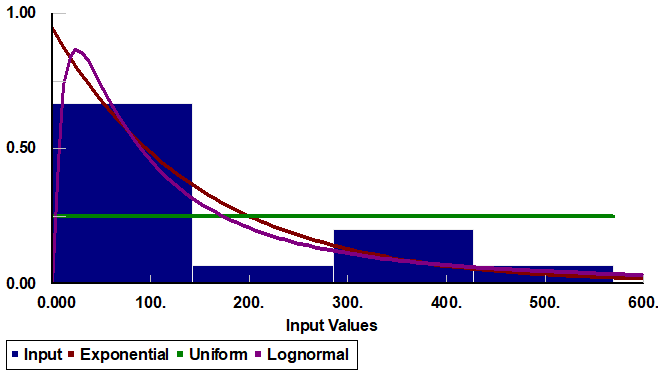 1.00
0.50
0.00
0.000 100. 200. 300. 400. 500. 600.
Input Values
Input Exponential Uniform Lognormal